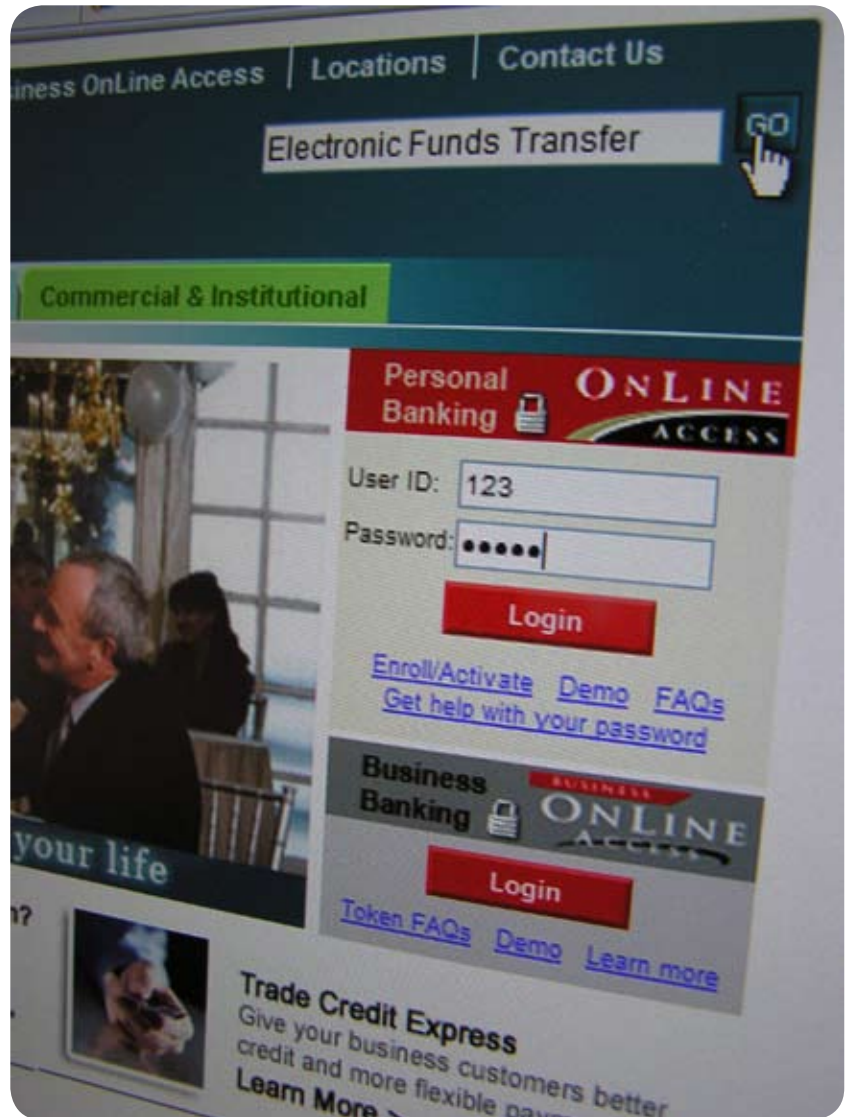 iness OnLine Access | Locations | Contact Us
Electronic Funds Transfer GO
Commercial & Institutional
Personal Banking ONLINE ACCESS
User ID: 123
Password: •••••
Login
Enroll/Activate Demo FAQs
Get help with your password
Business Banking BUSINESS ONLINE ACCESS
Login
Token FAQs Demo Learn more
your life
n?
Trade Credit Express
Give your business customers better
credit and more flexible
Learn More >